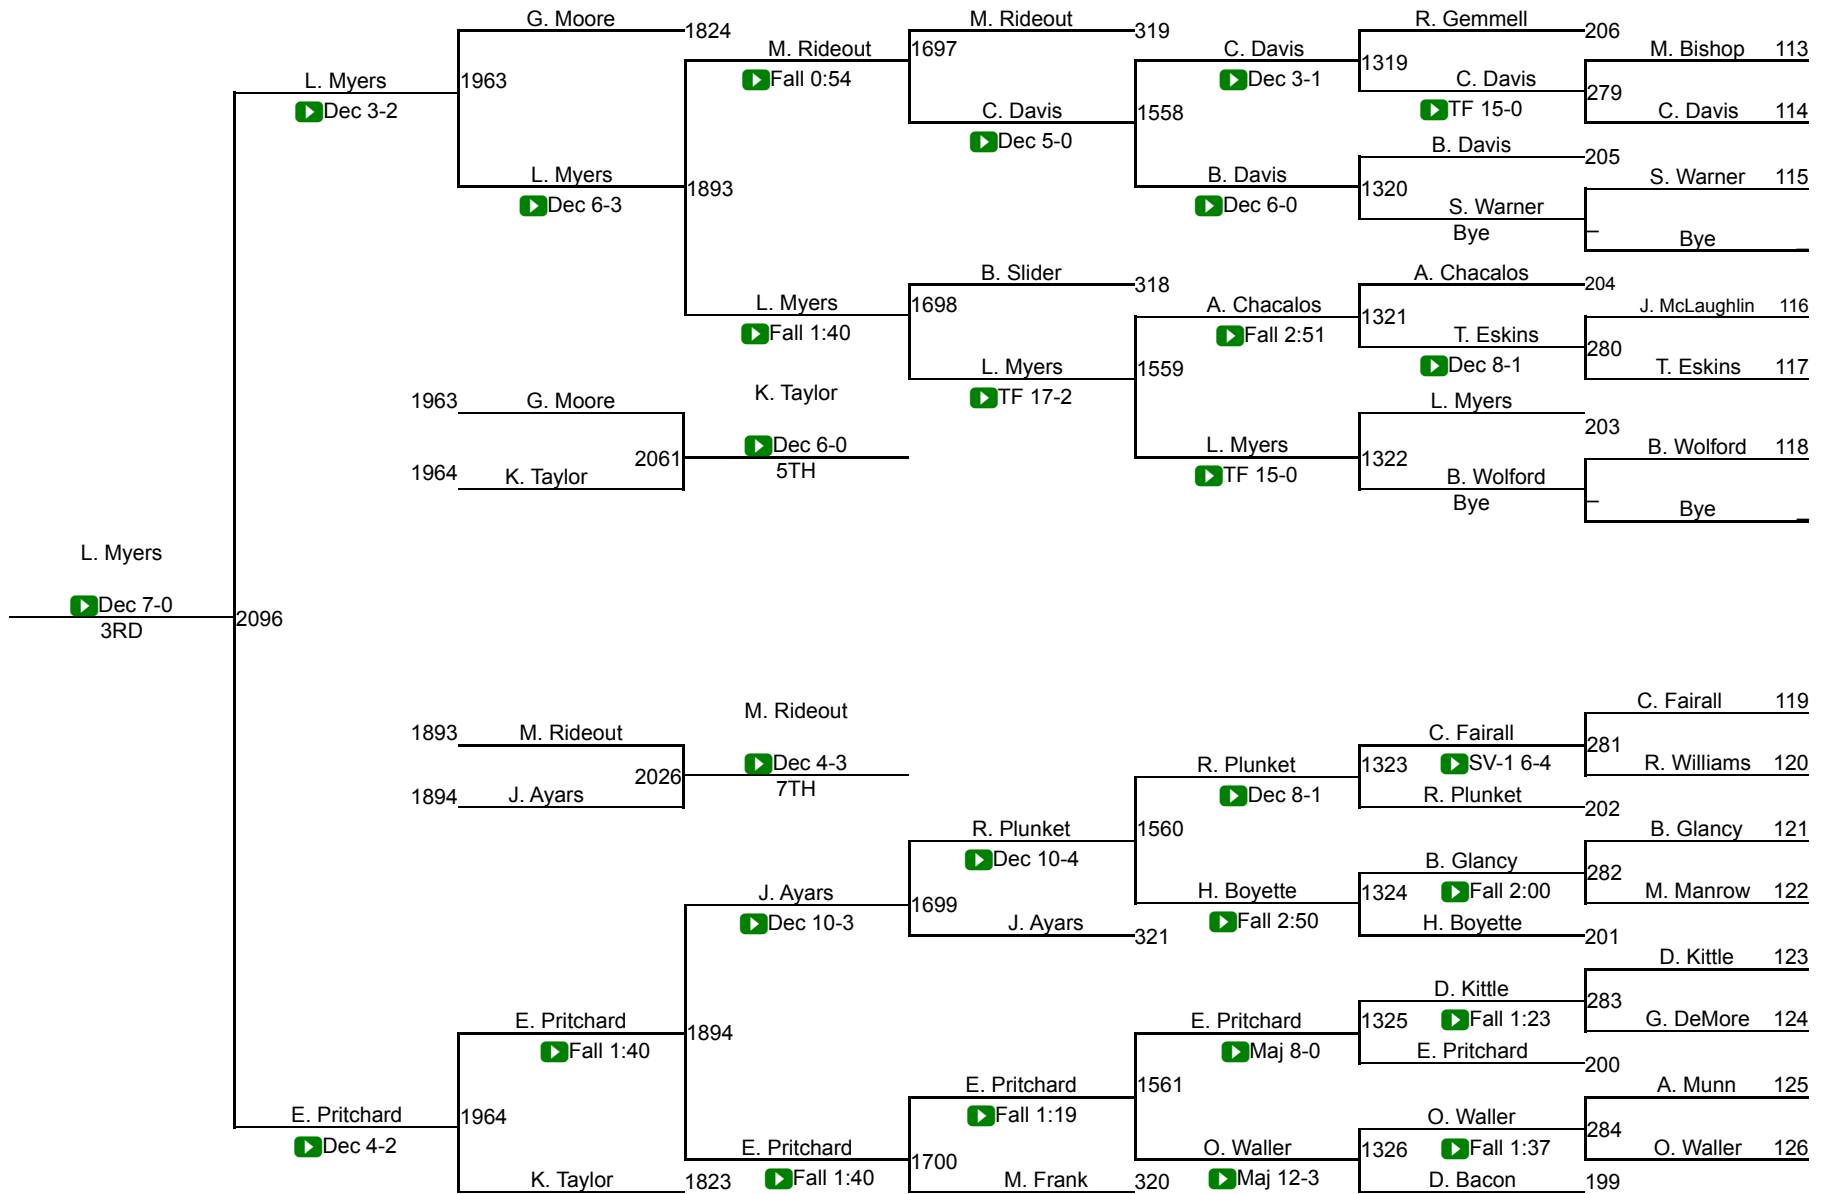 G. Moore
1824
M. Rideout
319
R. Gemmell
206
M. Bishop 113
L. Myers
Dec 3-2
1963
M. Rideout
Fall 0:54
1697
C. Davis
Dec 3-1
1319
C. Davis
TF 15-0
279
C. Davis 114
C. Davis
Dec 5-0
1558
B. Davis
205
S. Warner 115
L. Myers
Dec 6-3
1893
B. Davis
Dec 6-0
1320
S. Warner
Bye
_
Bye _
B. Slider
318
A. Chacalos
204
J. McLaughlin 116
L. Myers
Fall 1:40
1698
A. Chacalos
Fall 2:51
1321
T. Eskins
Dec 8-1
280
T. Eskins 117
L. Myers
TF 17-2
1559
K. Taylor
1963
G. Moore
L. Myers
203
B. Wolford 118
Dec 6-0
5TH
2061
1964
K. Taylor
L. Myers
TF 15-0
1322
B. Wolford
Bye
_
Bye _
L. Myers
Dec 7-0
3RD
2096
C. Fairall 119
M. Rideout
1893
M. Rideout
C. Fairall
SV-1 6-4
281
R. Williams 120
Dec 4-3
7TH
2026
1894
J. Ayars
R. Plunket
Dec 8-1
1323
R. Plunket
202
B. Glancy 121
R. Plunket
Dec 10-4
1560
B. Glancy
Fall 2:00
282
M. Manrow 122
J. Ayars
Dec 10-3
1699
H. Boyette
Fall 2:50
1324
H. Boyette
201
J. Ayars
321
D. Kittle 123
D. Kittle
Fall 1:23
283
G. DeMore 124
E. Pritchard
Fall 1:40
1894
E. Pritchard
Maj 8-0
1325
E. Pritchard
200
A. Munn 125
E. Pritchard
Fall 1:19
1561
E. Pritchard
Dec 4-2
1964
O. Waller
Fall 1:37
284
O. Waller 126
E. Pritchard
Fall 1:40
1700
O. Waller
Maj 12-3
1326
K. Taylor
1823
M. Frank
320
D. Bacon
199